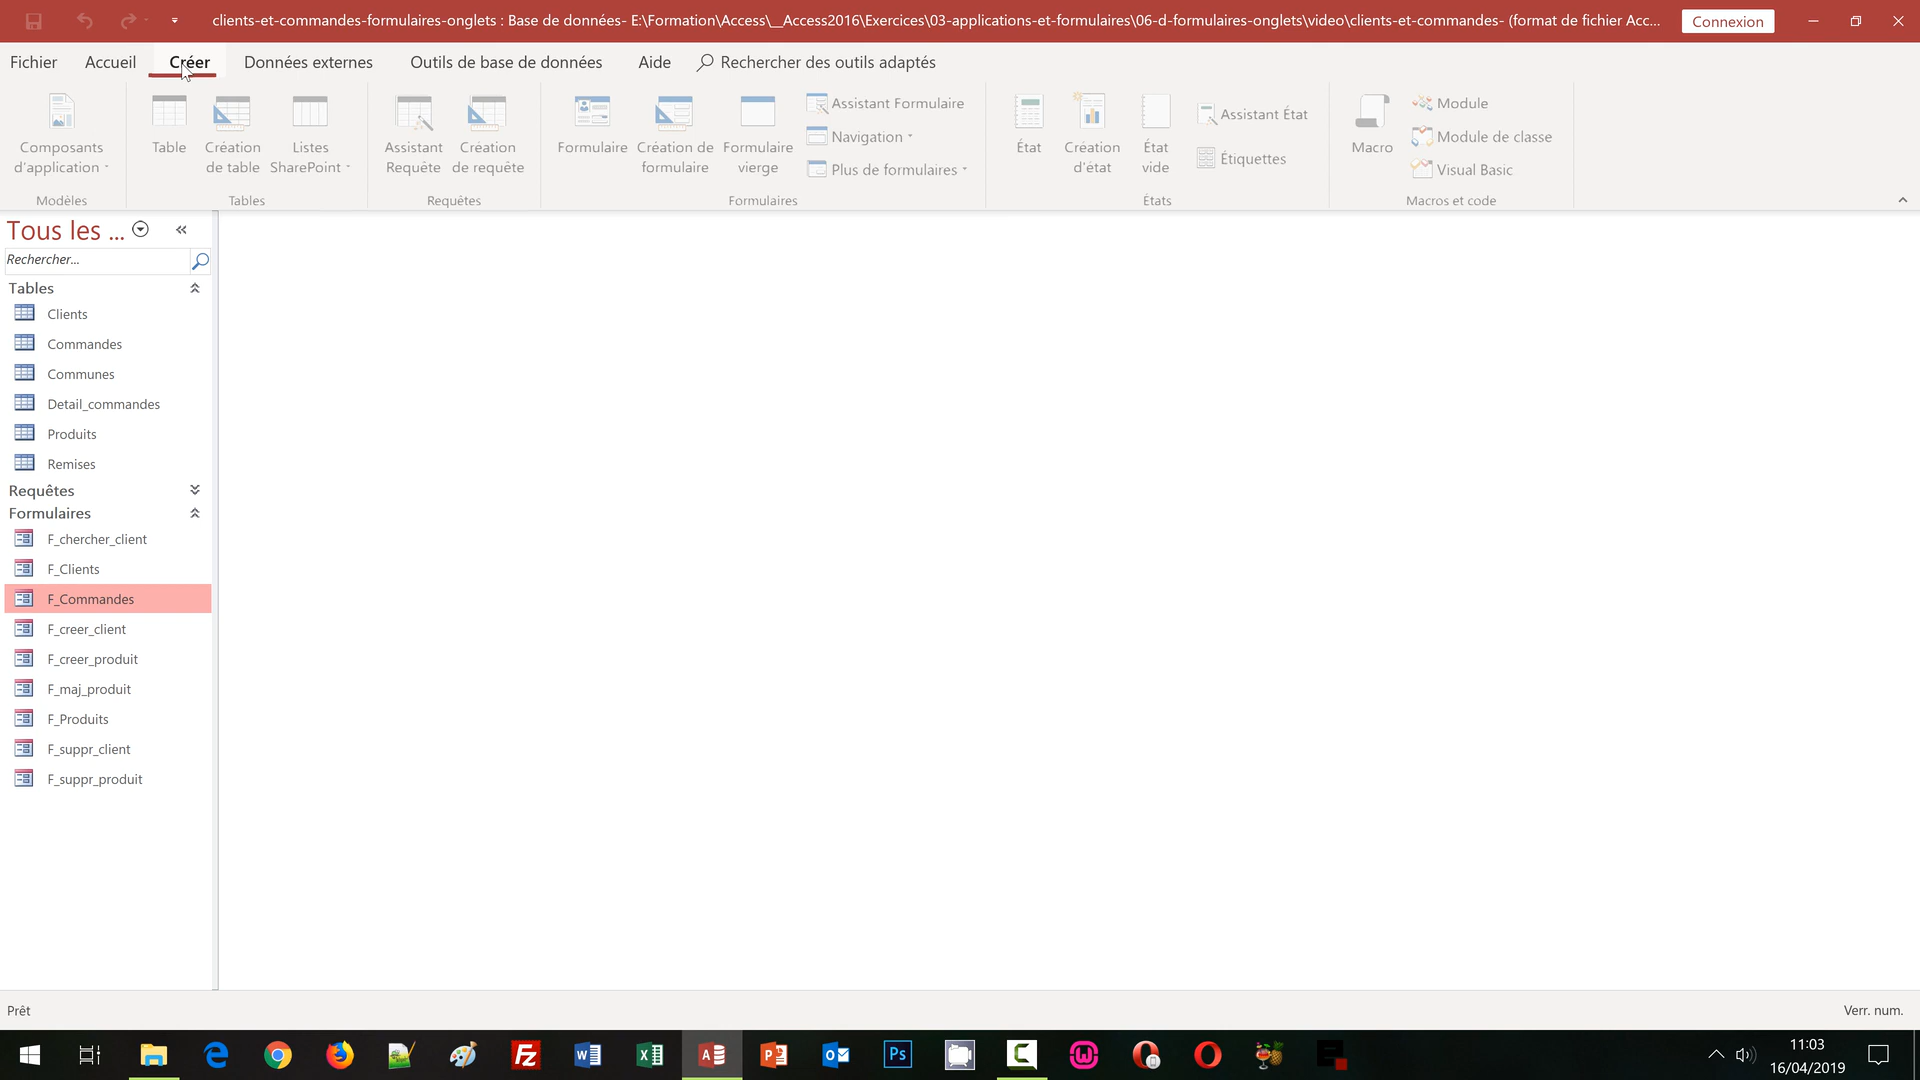 clients-et-commandes-formulaires-onglets : Base de données- E:\Formation\Access\__Access2016\Exercices\03-applications-et-formulaires\06-d-formulaires-onglets\video\clients-et-commandes- (format de fichier Acc...
Connexion
Fichier Accueil Créer Données externes Outils de base de données Aide Rechercher des outils adaptés
Composants d'application
Table
Création de table
Listes SharePoint
Assistant Requête
Création de requête
Formulaire
Création de formulaire
Formulaire vierge
Assistant Formulaire
Navigation
Plus de formulaires
État
Création d'état
État vide
Assistant État
Étiquettes
Macro
Module
Module de classe
Visual Basic
Modèles Tables Requêtes Formulaires États Macros et code
Tous les ...
Rechercher...
Tables
Clients
Commandes
Communes
Detail_commandes
Produits
Remises
Requêtes
Formulaires
F_chercher_client
F_Clients
F_Commandes
F_creer_client
F_creer_produit
F_maj_produit
F_Produits
F_suppr_client
F_suppr_produit
Prêt
Verr. num.
11:03
16/04/2019